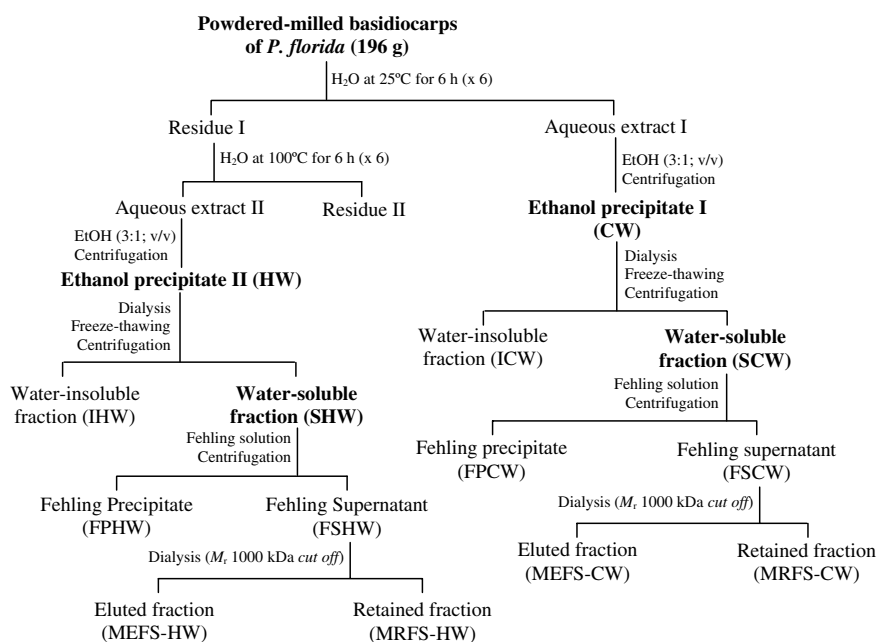 Powdered-milled basidiocarps
of P. florida (196 g)
H₂O at 25ºC for 6 h (x 6)
Residue I
Aqueous extract I
H₂O at 100ºC for 6 h (x 6)
EtOH (3:1; v/v)
Centrifugation
Aqueous extract II
Residue II
Ethanol precipitate I
(CW)
EtOH (3:1; v/v)
Centrifugation
Ethanol precipitate II (HW)
Dialysis
Freeze-thawing
Centrifugation
Dialysis
Freeze-thawing
Centrifugation
Water-insoluble
fraction (ICW)
Water-soluble
fraction (SCW)
Water-insoluble
fraction (IHW)
Water-soluble
fraction (SHW)
Fehling solution
Centrifugation
Fehling solution
Centrifugation
Fehling precipitate
(FPCW)
Fehling supernatant
(FSCW)
Fehling Precipitate
(FPHW)
Fehling Supernatant
(FSHW)
Dialysis (Mr 1000 kDa cut off)
Eluted fraction
(MEFS-CW)
Retained fraction
(MRFS-CW)
Dialysis (Mr 1000 kDa cut off)
Eluted fraction
(MEFS-HW)
Retained fraction
(MRFS-HW)